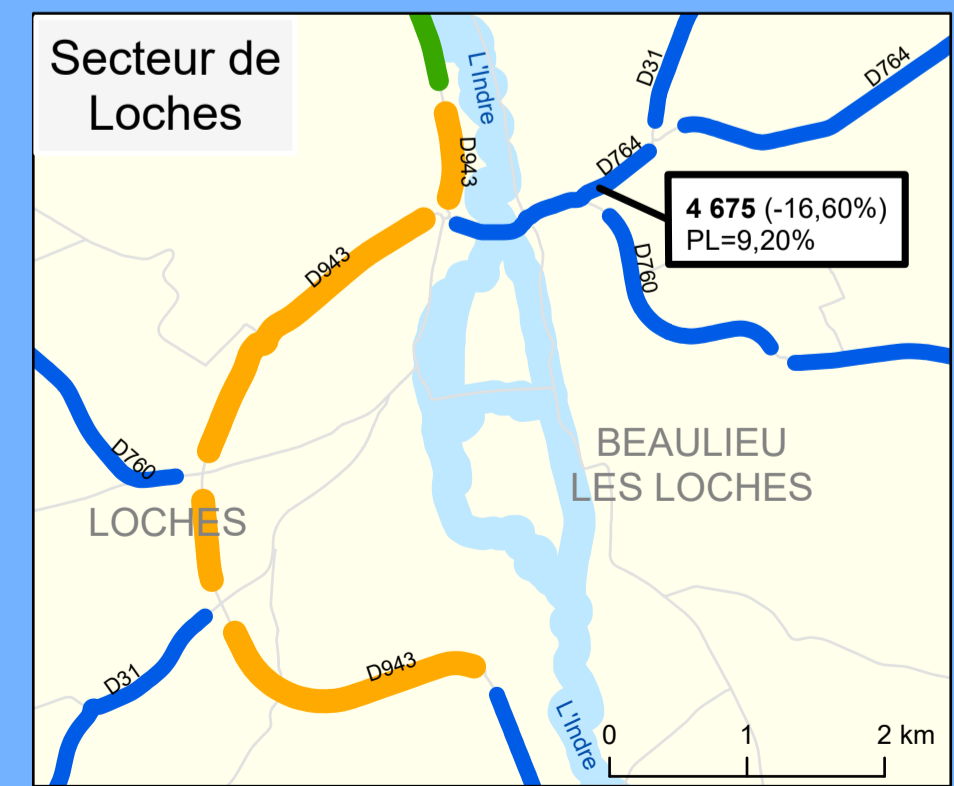 Secteur de
Loches
L'Indre
D31
D764
D943
D764
4 675 (-16,60%)
PL=9,20%
D943
D760
BEAULIEU
LES LOCHES
D760
LOCHES
D943
D31
L'Indre
0 1 2 km